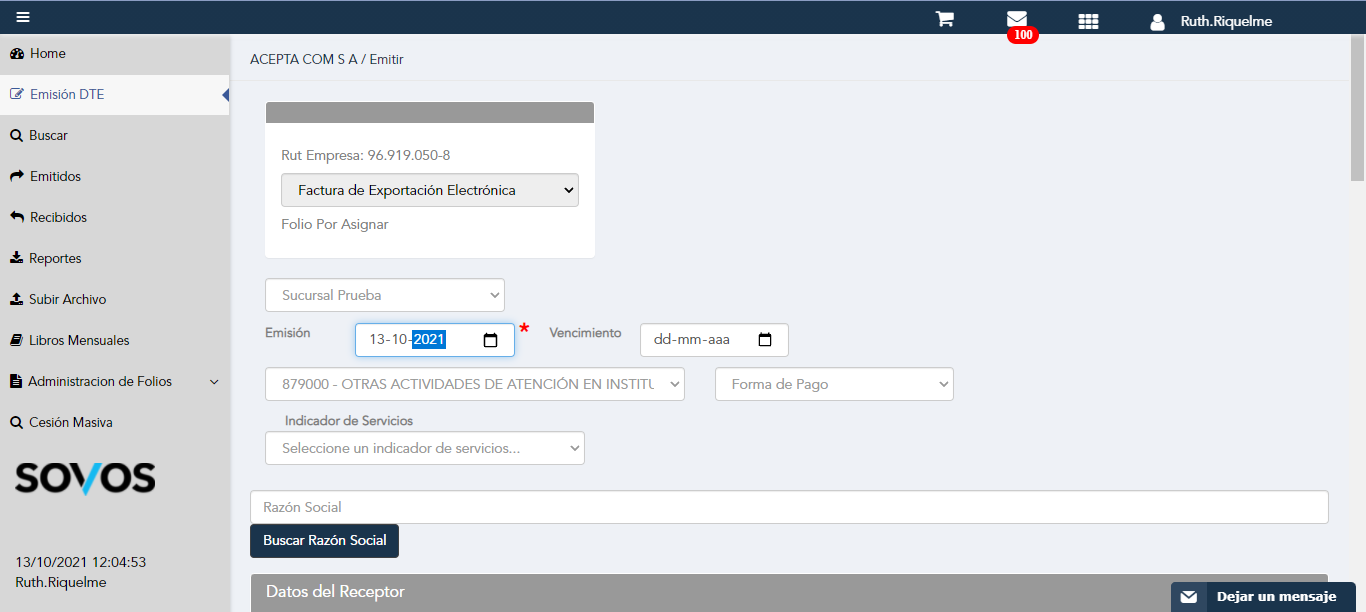 Ruth.Riquelme
100
Home
Emisión DTE
Buscar
Emitidos
Recibidos
Reportes
Subir Archivo
Libros Mensuales
Administracion de Folios
Cesión Masiva
sovos
13/10/2021 12:04:53
Ruth.Riquelme
ACEPTA COM S A / Emitir
Rut Empresa: 96.919.050-8
Factura de Exportación Electrónica
Folio Por Asignar
Sucursal Prueba
Emisión 13-10-2021 * Vencimiento dd-mm-aaa
879000 - OTRAS ACTIVIDADES DE ATENCIÓN EN INSTITU Forma de Pago
Indicador de Servicios
Seleccione un indicador de servicios...
Razón Social
Buscar Razón Social
Datos del Receptor
Dejar un mensaje